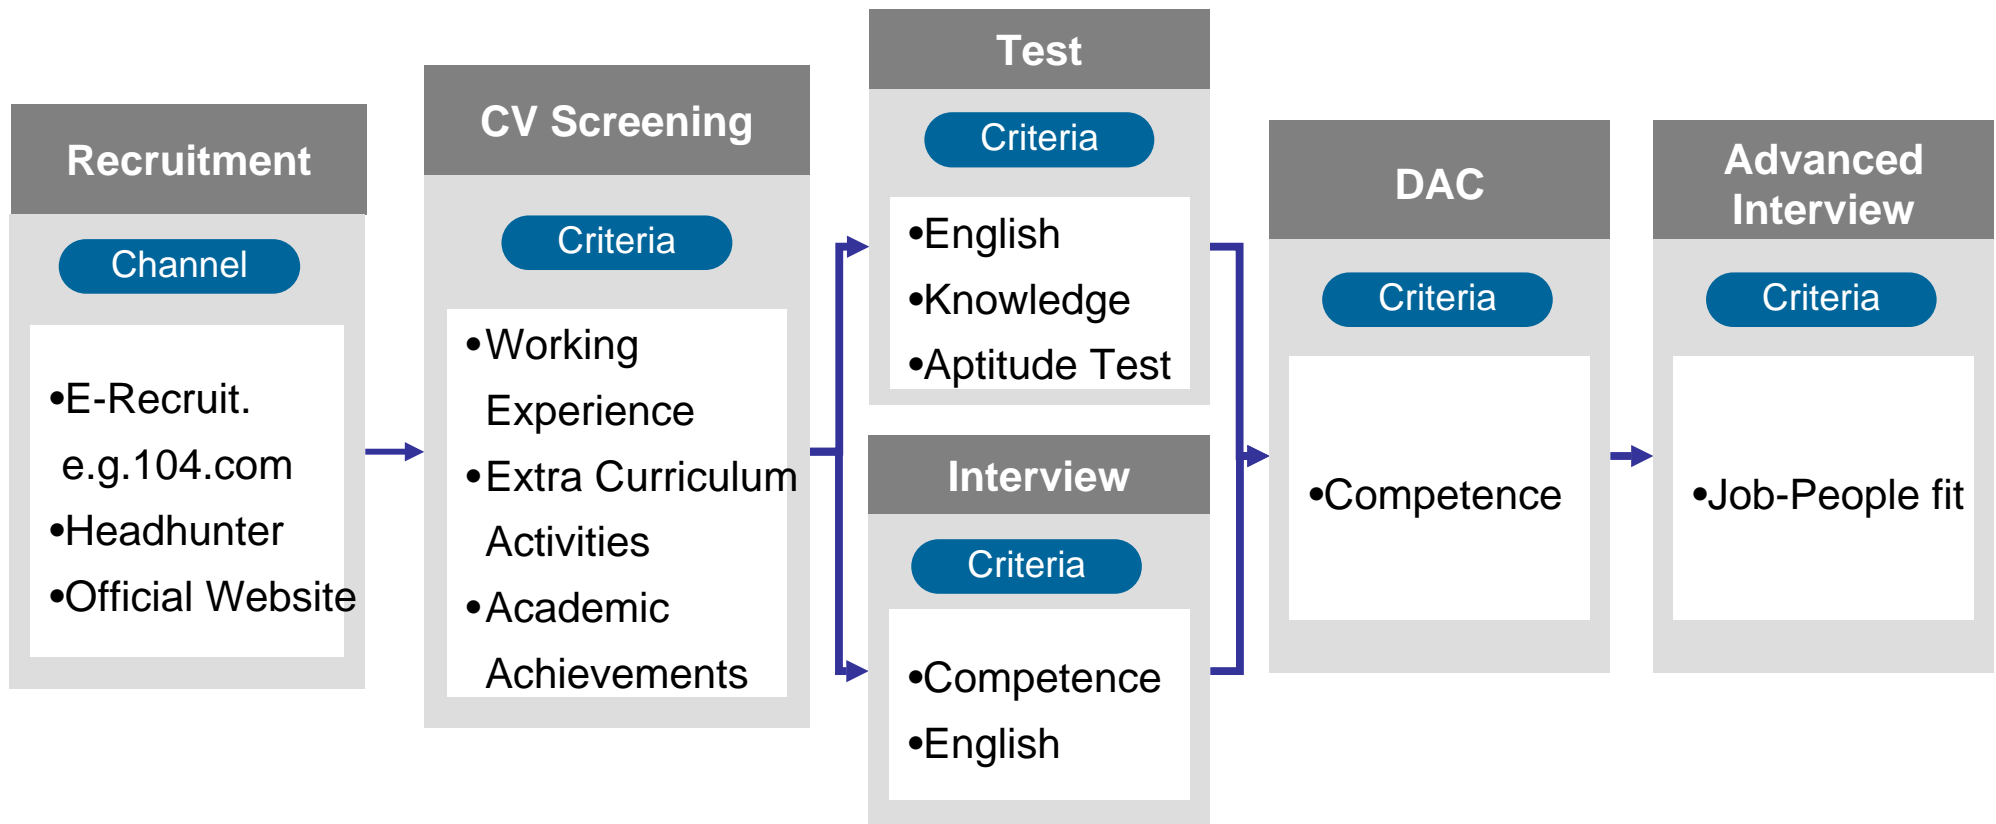 Recruitment
Channel
•E-Recruit.
e.g.104.com
•Headhunter
•Official Website
CV Screening
Criteria
•Working
Experience
•Extra Curriculum
Activities
•Academic
Achievements
Test
Criteria
•English
•Knowledge
•Aptitude Test
Interview
Criteria
•Competence
•English
DAC
Criteria
•Competence
Advanced
Interview
Criteria
•Job-People fit